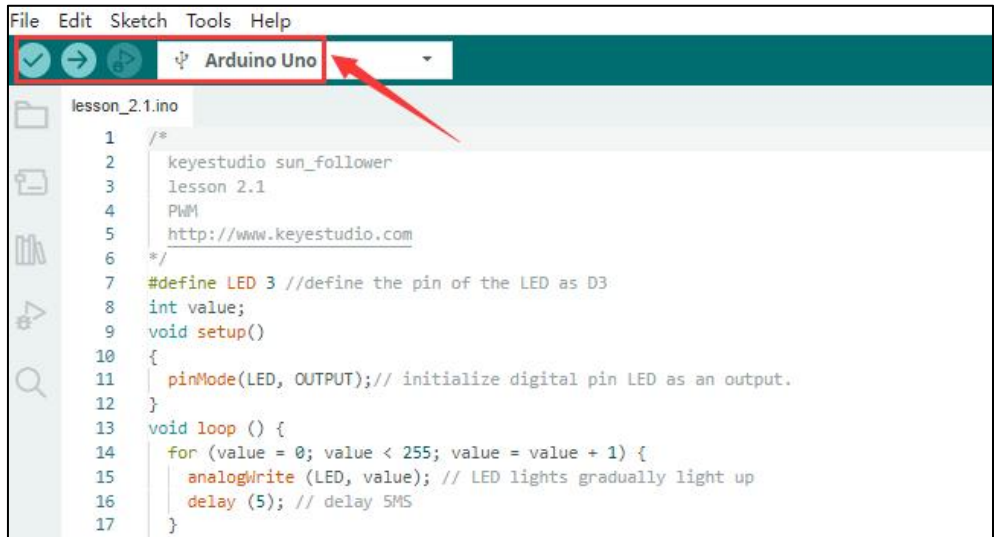 File Edit Sketch Tools Help
Arduino Uno
lesson_2.1.ino
1 /*
2 keyestudio sun_follower
3 lesson 2.1
4 PWM
5 http://www.keyestudio.com
6 */
7 #define LED 3 //define the pin of the LED as D3
8 int value;
9 void setup()
10 {
11 pinMode(LED, OUTPUT);// initialize digital pin LED as an output.
12 }
13 void loop () {
14 for (value = 0; value < 255; value = value + 1) {
15 analogWrite (LED, value); // LED lights gradually light up
16 delay (5); // delay 5MS
17 }